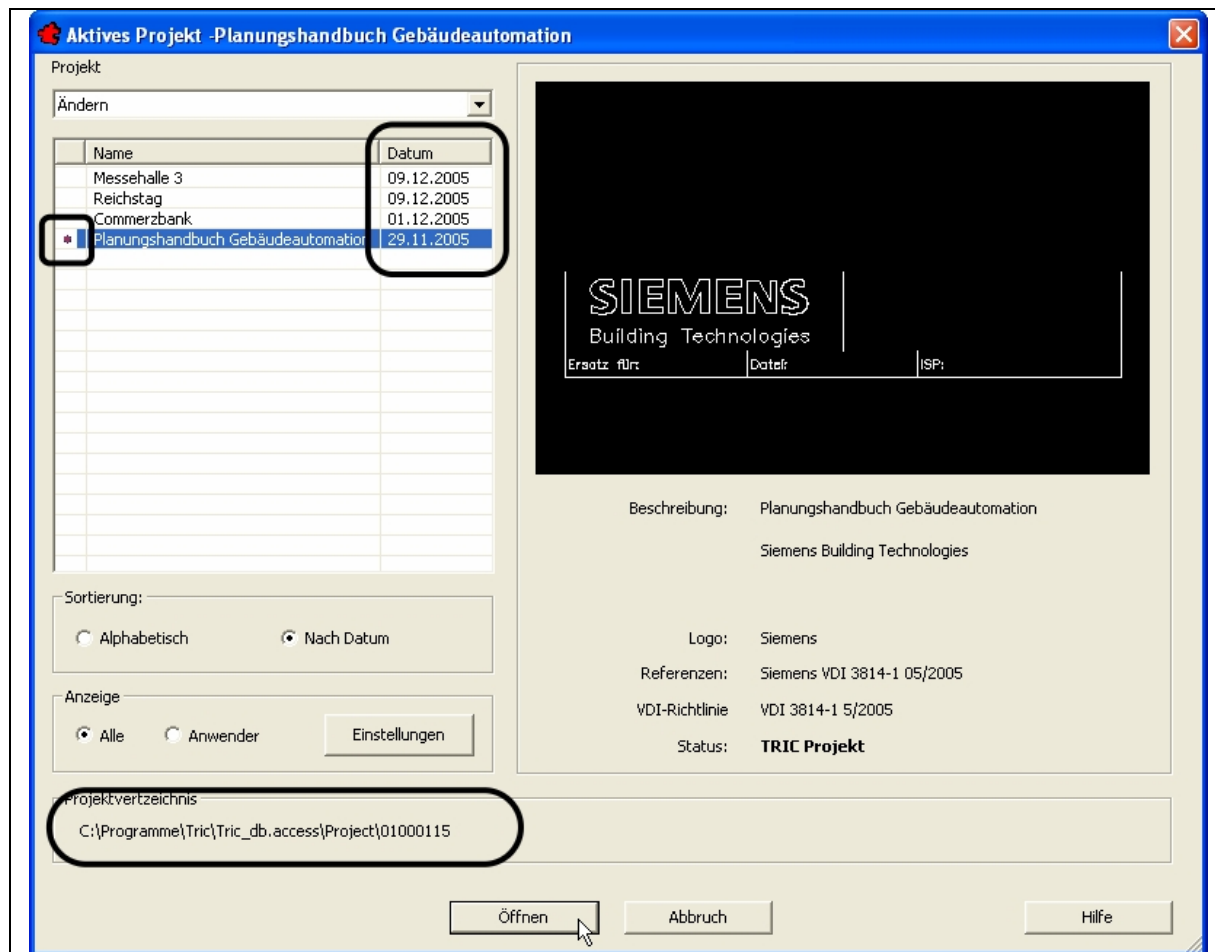 Aktives Projekt -Planungshandbuch Gebäudeautomation
Projekt
Ändern
Name Datum
Messehalle 3 09.12.2005
Reichstag 09.12.2005
Commerzbank 01.12.2005
* Planungshandbuch Gebäudeautomation 29.11.2005
Sortierung:
Alphabetisch Nach Datum
Anzeige
Alle Anwender Einstellungen
SIEMENS
Building Technologies
Ersatz für: Datei: ISP:
Beschreibung: Planungshandbuch Gebäudeautomation
Siemens Building Technologies
Logo: Siemens
Referenzen: Siemens VDI 3814-1 05/2005
VDI-Richtlinie VDI 3814-1 5/2005
Status: TRIC Projekt
Projektvertzeichnis
C:\Programme\Tric\Tric_db.access\Project\01000115
Öffnen Abbruch Hilfe